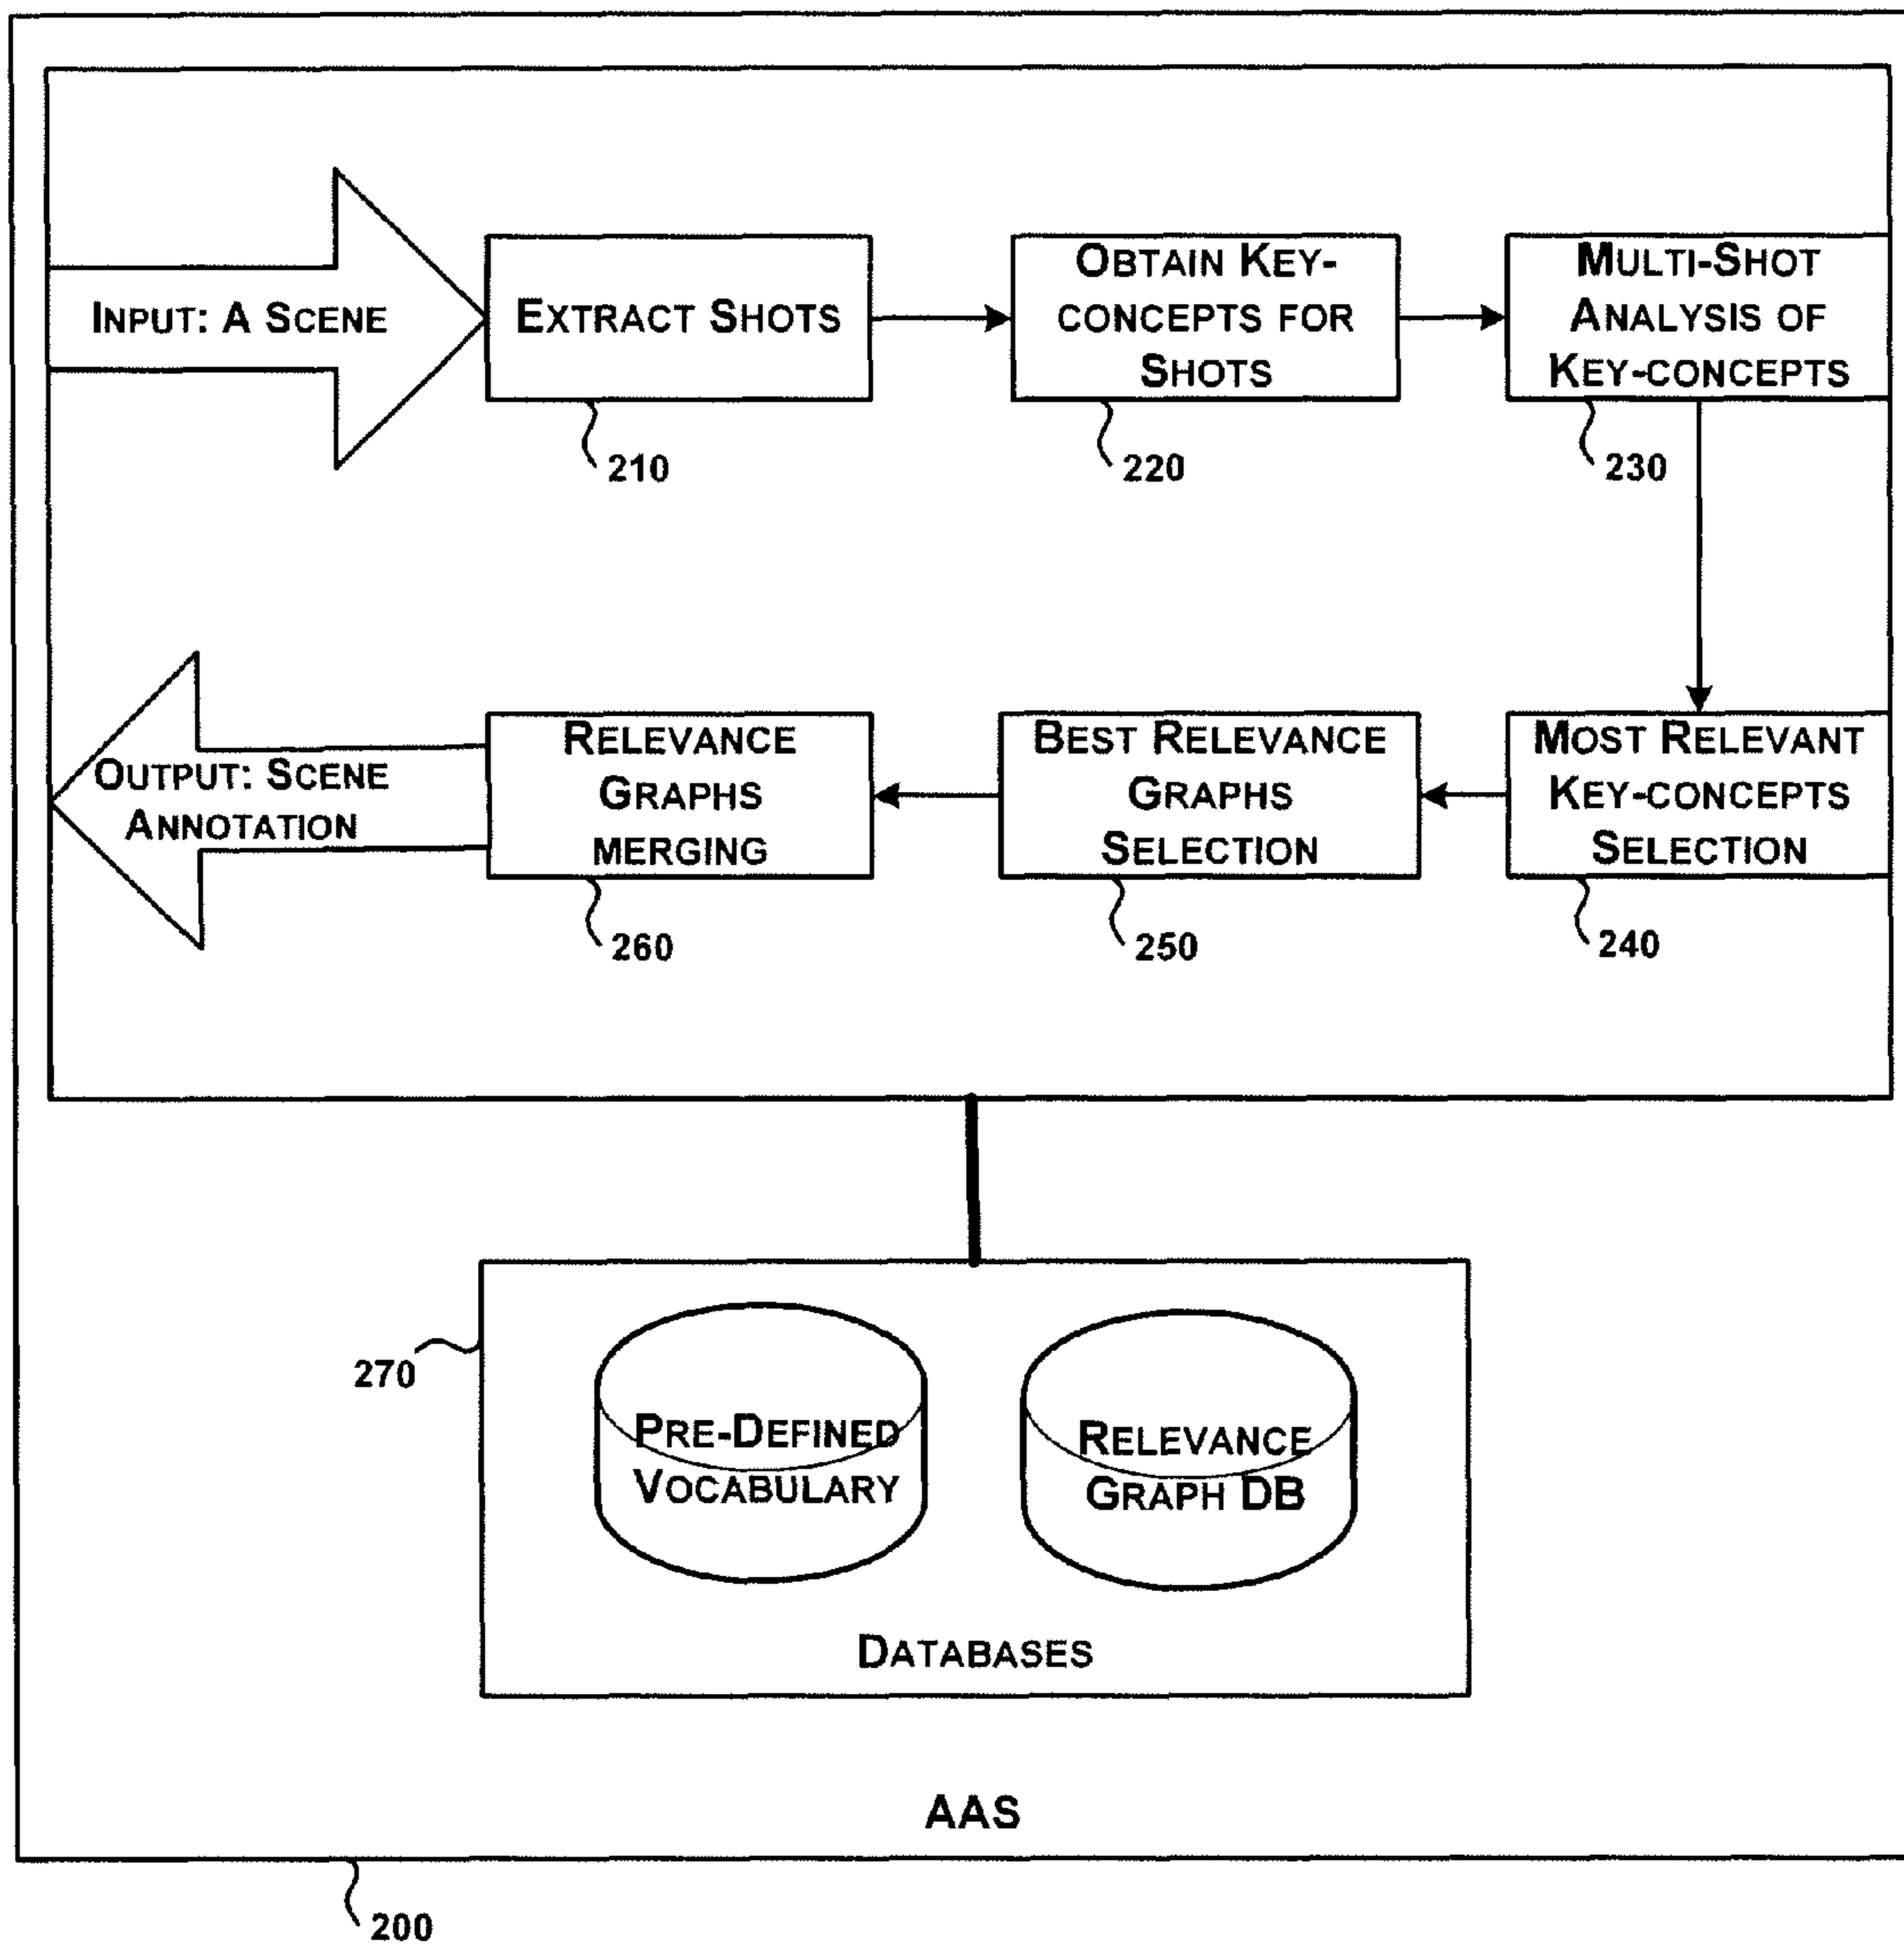 INPUT: A SCENE
EXTRACT SHOTS
OBTAIN KEY-
CONCEPTS FOR
SHOTS
MULTI-SHOT
ANALYSIS OF
KEY-CONCEPTS
210
220
230
OUTPUT: SCENE
ANNOTATION
RELEVANCE
GRAPHS
MERGING
BEST RELEVANCE
GRAPHS
SELECTION
MOST RELEVANT
KEY-CONCEPTS
SELECTION
260
250
240
270
PRE-DEFINED
VOCABULARY
RELEVANCE
GRAPH DB
DATABASES
AAS
200